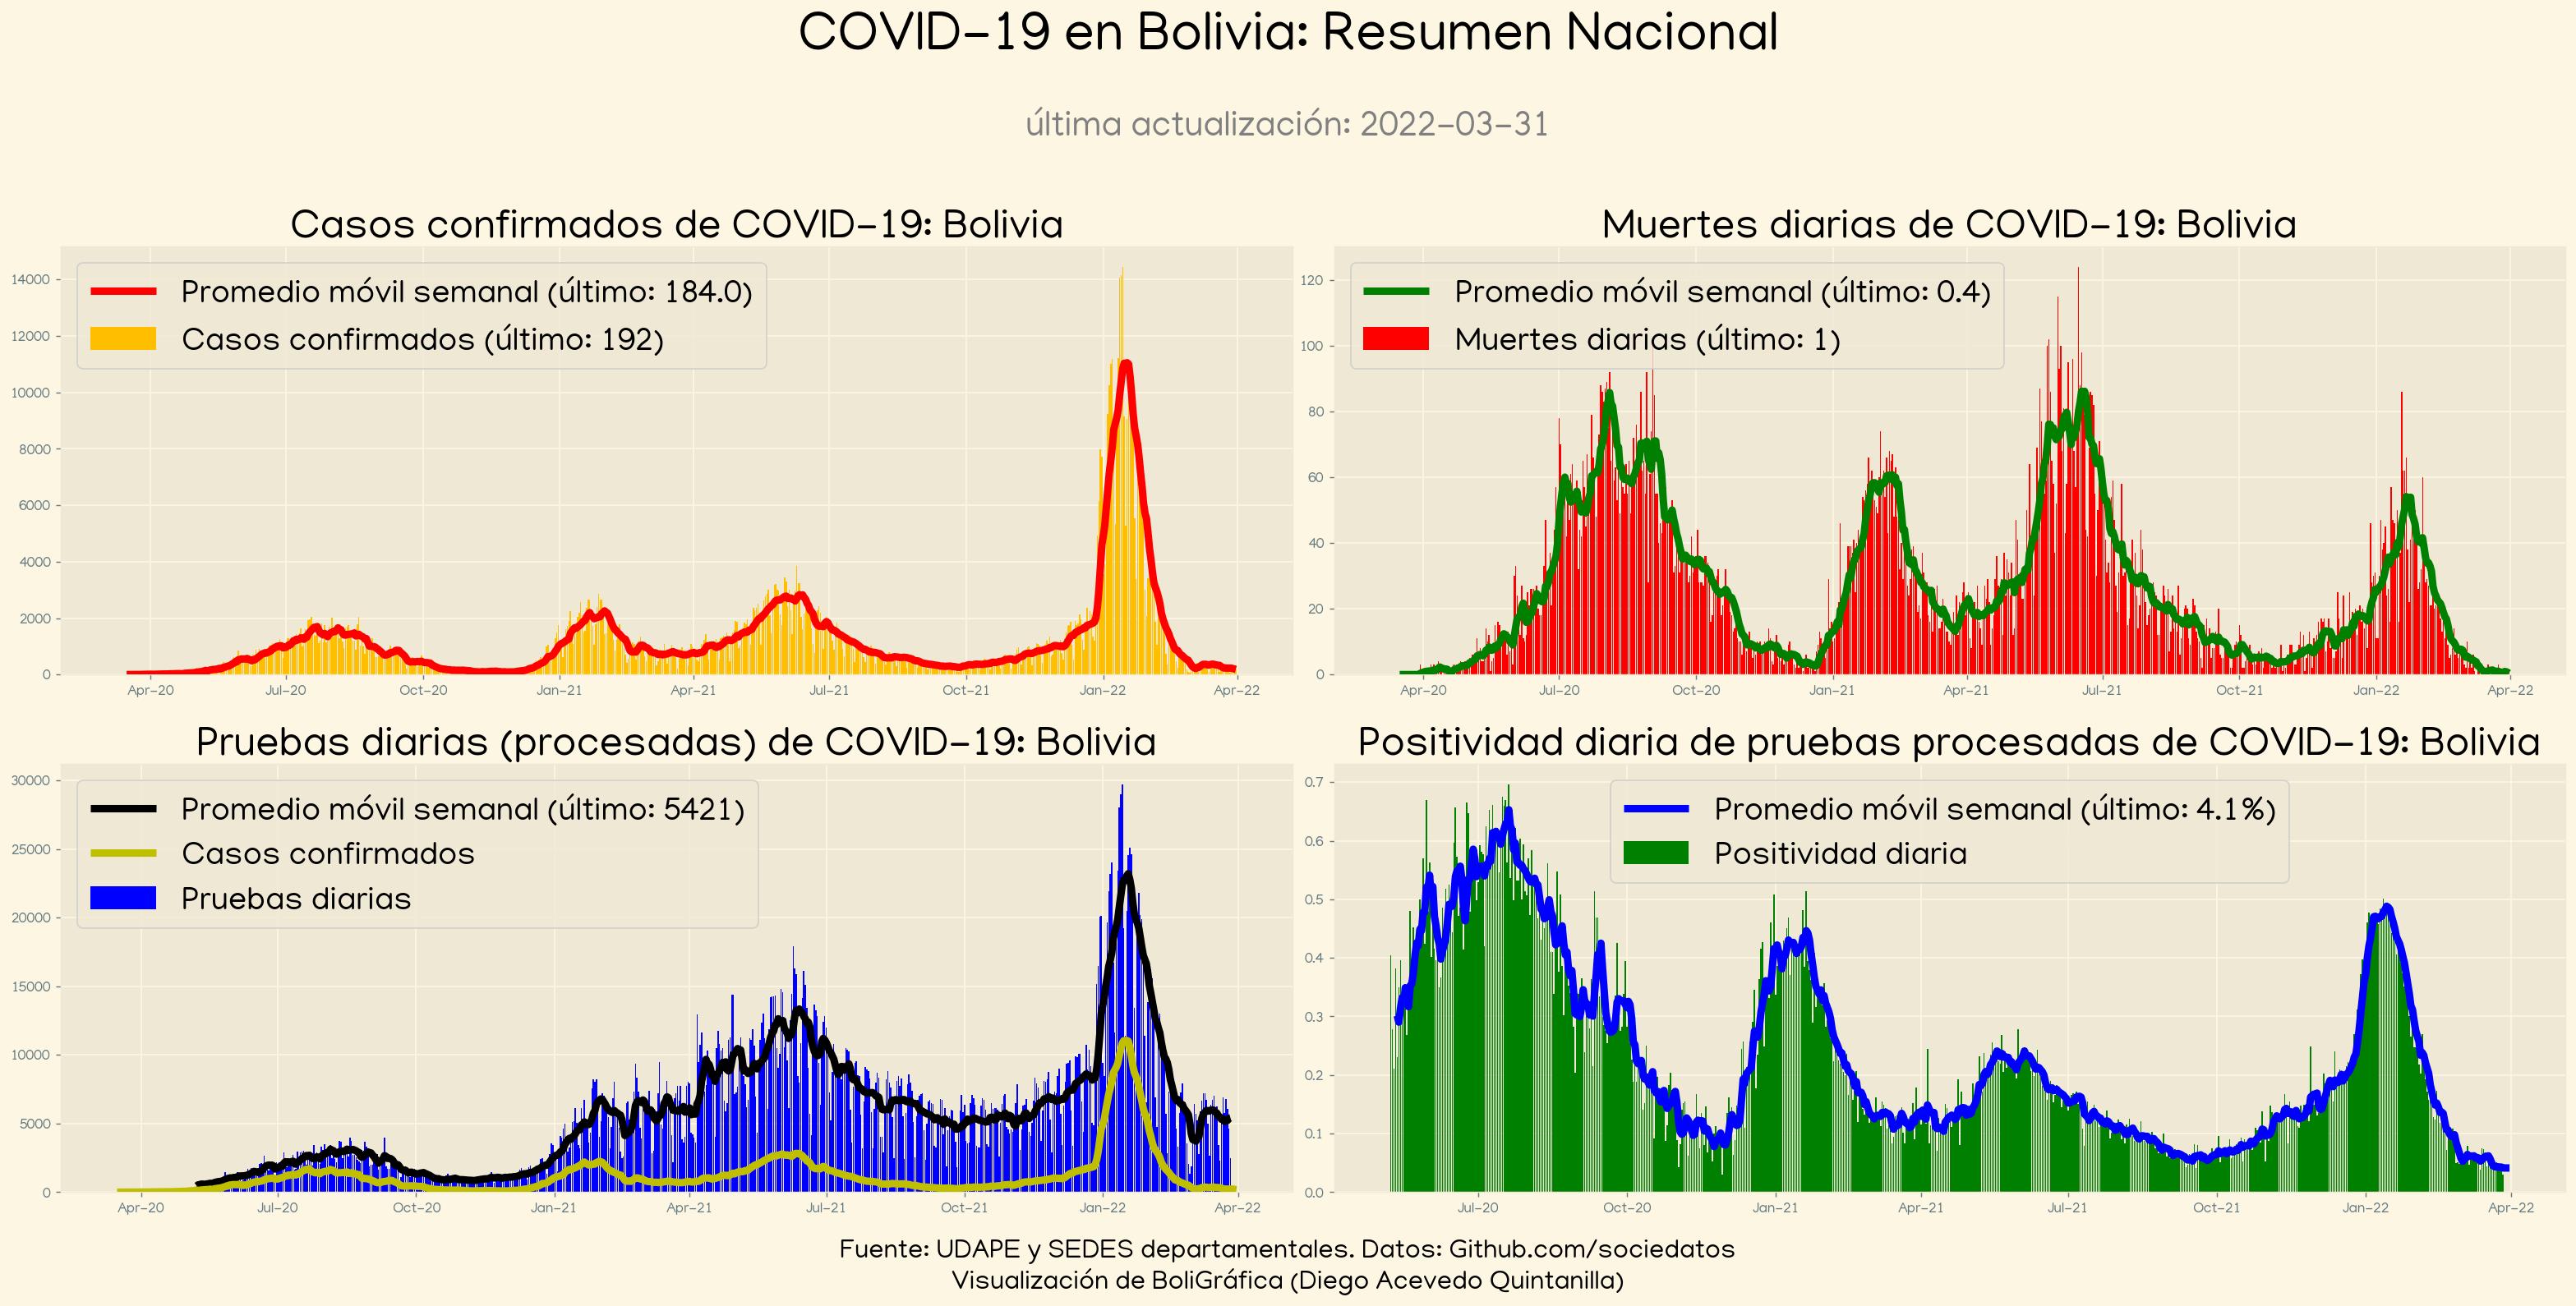 COVID-19 en Bolivia: Resumen Nacional
última actualización: 2022-03-31
Casos confirmados de COVID-19: Bolivia
Promedio móvil semanal (último: 184.0)
Casos confirmados (último: 192)
14000
12000
10000
8000
6000
4000
2000
0
Apr-20 Jul-20 Oct-20 Jan-21 Apr-21 Jul-21 Oct-21 Jan-22 Apr-22
Muertes diarias de COVID-19: Bolivia
Promedio móvil semanal (último: 0.4)
Muertes diarias (último: 1)
120
100
80
60
40
20
0
Apr-20 Jul-20 Oct-20 Jan-21 Apr-21 Jul-21 Oct-21 Jan-22 Apr-22
Pruebas diarias (procesadas) de COVID-19: Bolivia
Promedio móvil semanal (último: 5421)
Casos confirmados
Pruebas diarias
30000
25000
20000
15000
10000
5000
0
Apr-20 Jul-20 Oct-20 Jan-21 Apr-21 Jul-21 Oct-21 Jan-22 Apr-22
Positividad diaria de pruebas procesadas de COVID-19: Bolivia
Promedio móvil semanal (último: 4.1%)
Positividad diaria
0.7
0.6
0.5
0.4
0.3
0.2
0.1
0.0
Jul-20 Oct-20 Jan-21 Apr-21 Jul-21 Oct-21 Jan-22 Apr-22
Fuente: UDAPE y SEDES departamentales. Datos: Github.com/sociedatos
Visualización de BoliGráfica (Diego Acevedo Quintanilla)